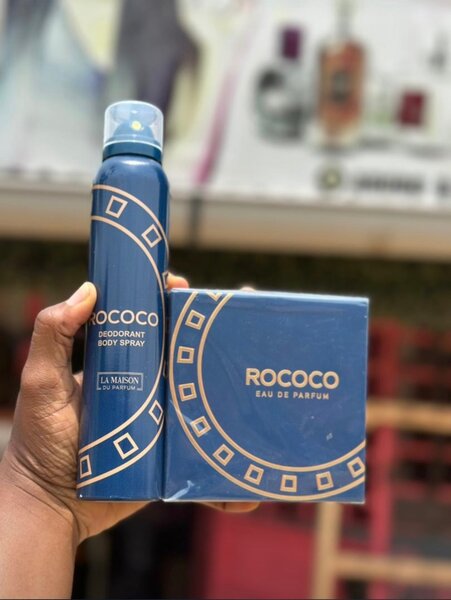 ROCOCO
DEODORANT
BODY SPRAY
LA MAISON
DU PARFUM
ROCOCO
EAU DE PARFUM